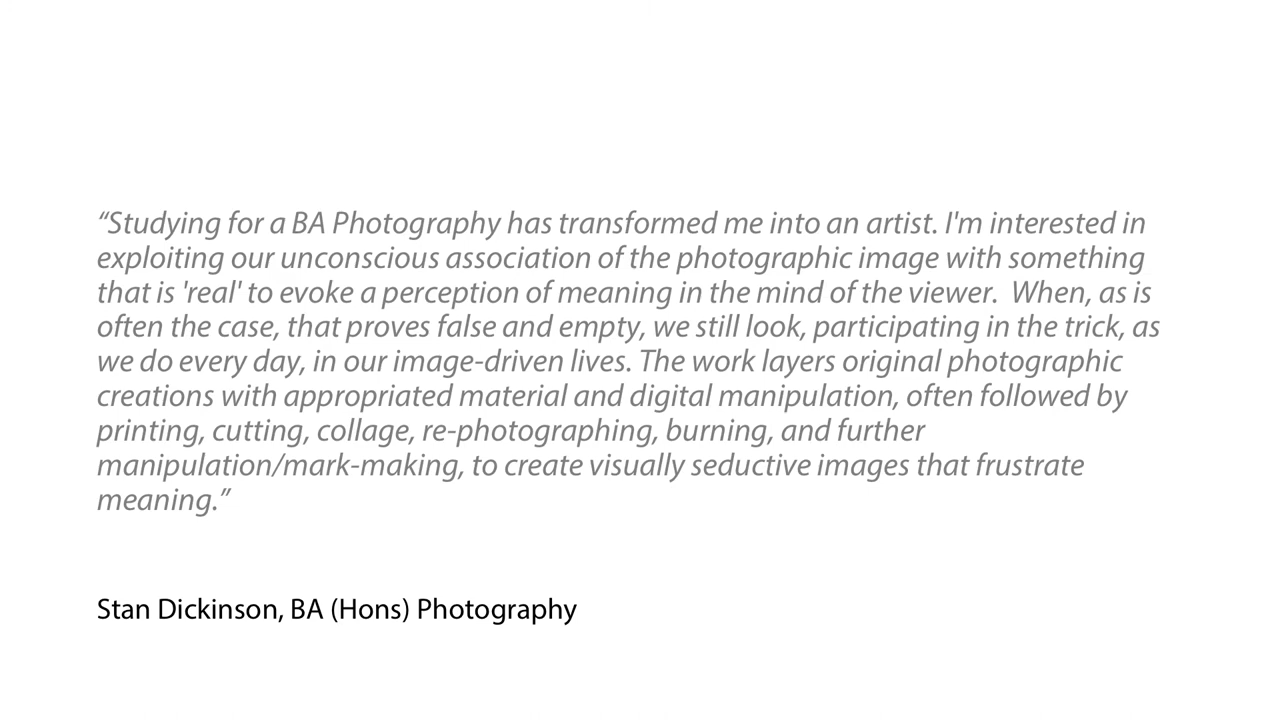 “Studying for a BA Photography has transformed me into an artist. I'm interested in
exploiting our unconscious association of the photographic image with something
that is 'real' to evoke a perception of meaning in the mind of the viewer.  When, as is
often the case, that proves false and empty, we still look, participating in the trick, as
we do every day, in our image-driven lives. The work layers original photographic
creations with appropriated material and digital manipulation, often followed by
printing, cutting, collage, re-photographing, burning, and further
manipulation/mark-making, to create visually seductive images that frustrate
meaning.”
Stan Dickinson, BA (Hons) Photography